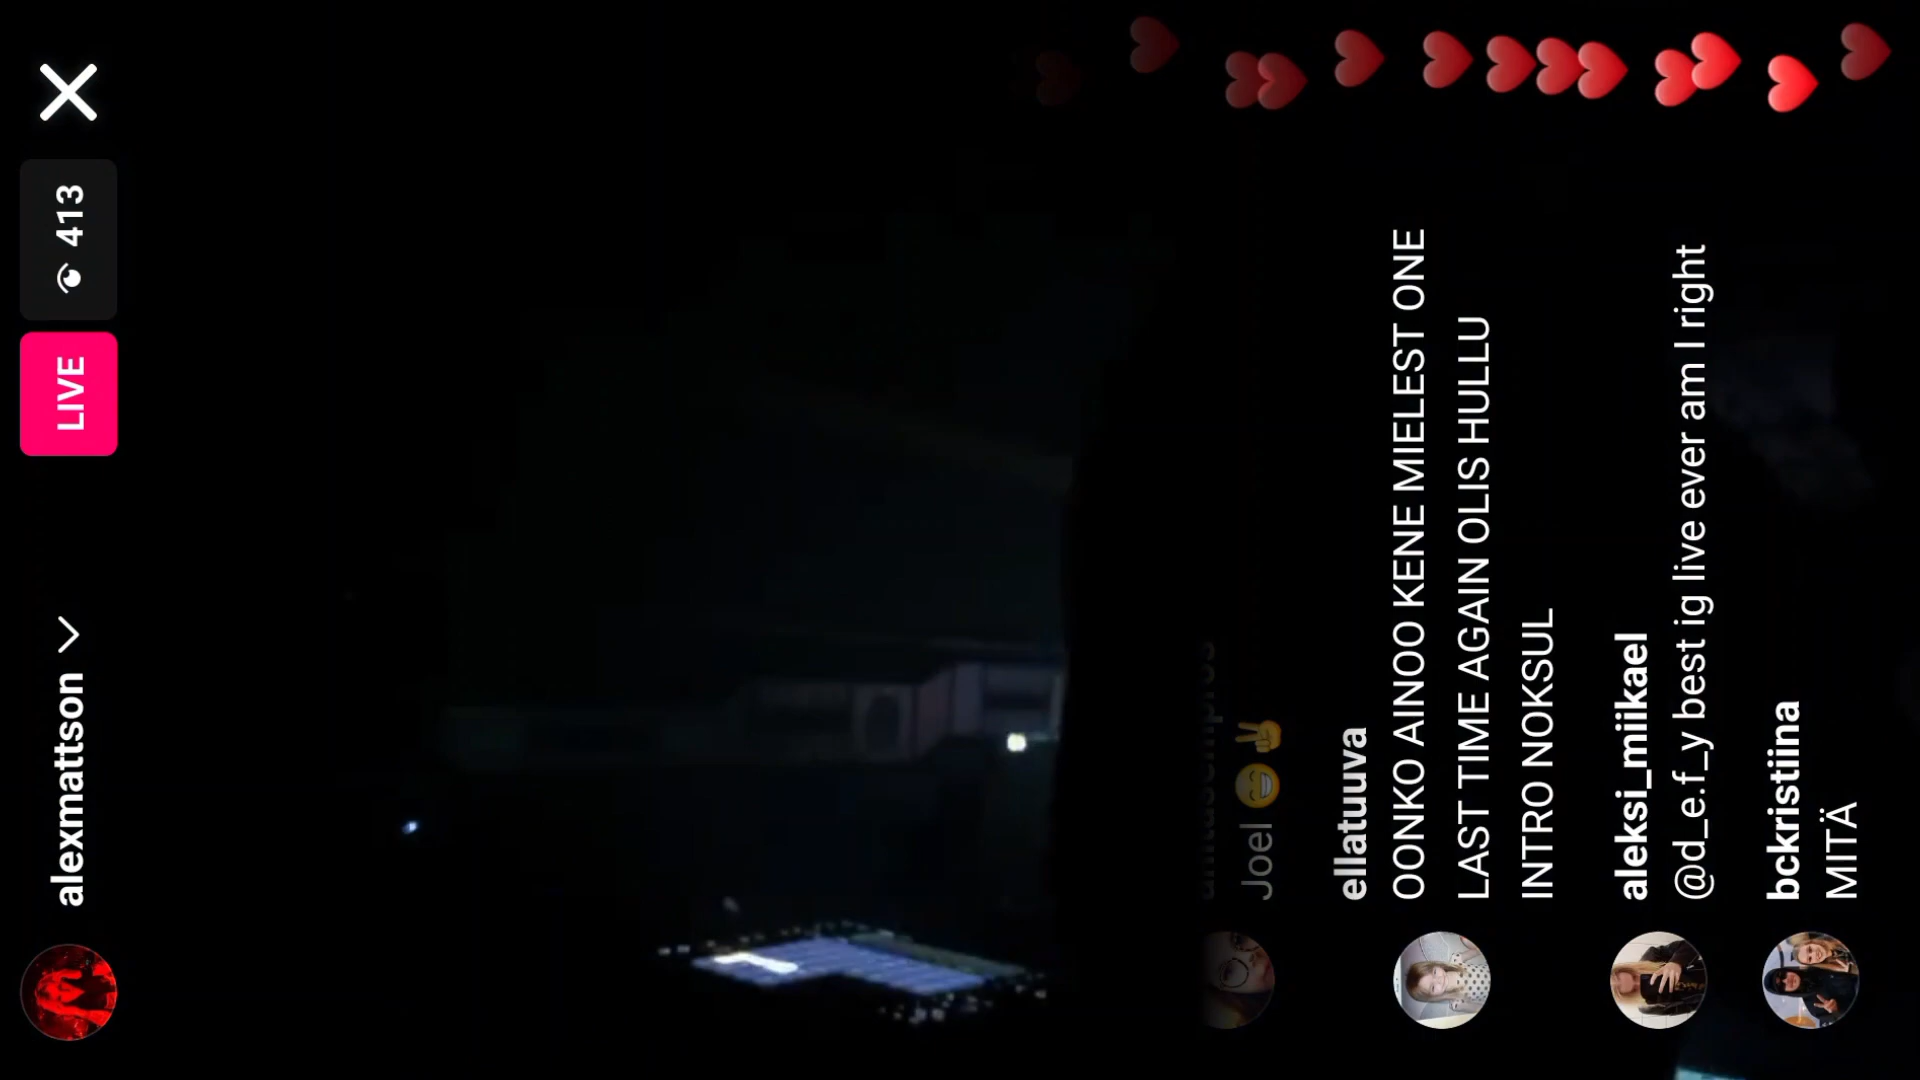 alexmattson
LIVE
413
Joel 😁✌
ellatuuva
OONKO AINOO KENE MIELEST ONE
LAST TIME AGAIN OLIS HULLU
INTRO NOKSUL
aleksi_miikael
@d_e.f_y best ig live ever am I right
bckristiina
MITÄ